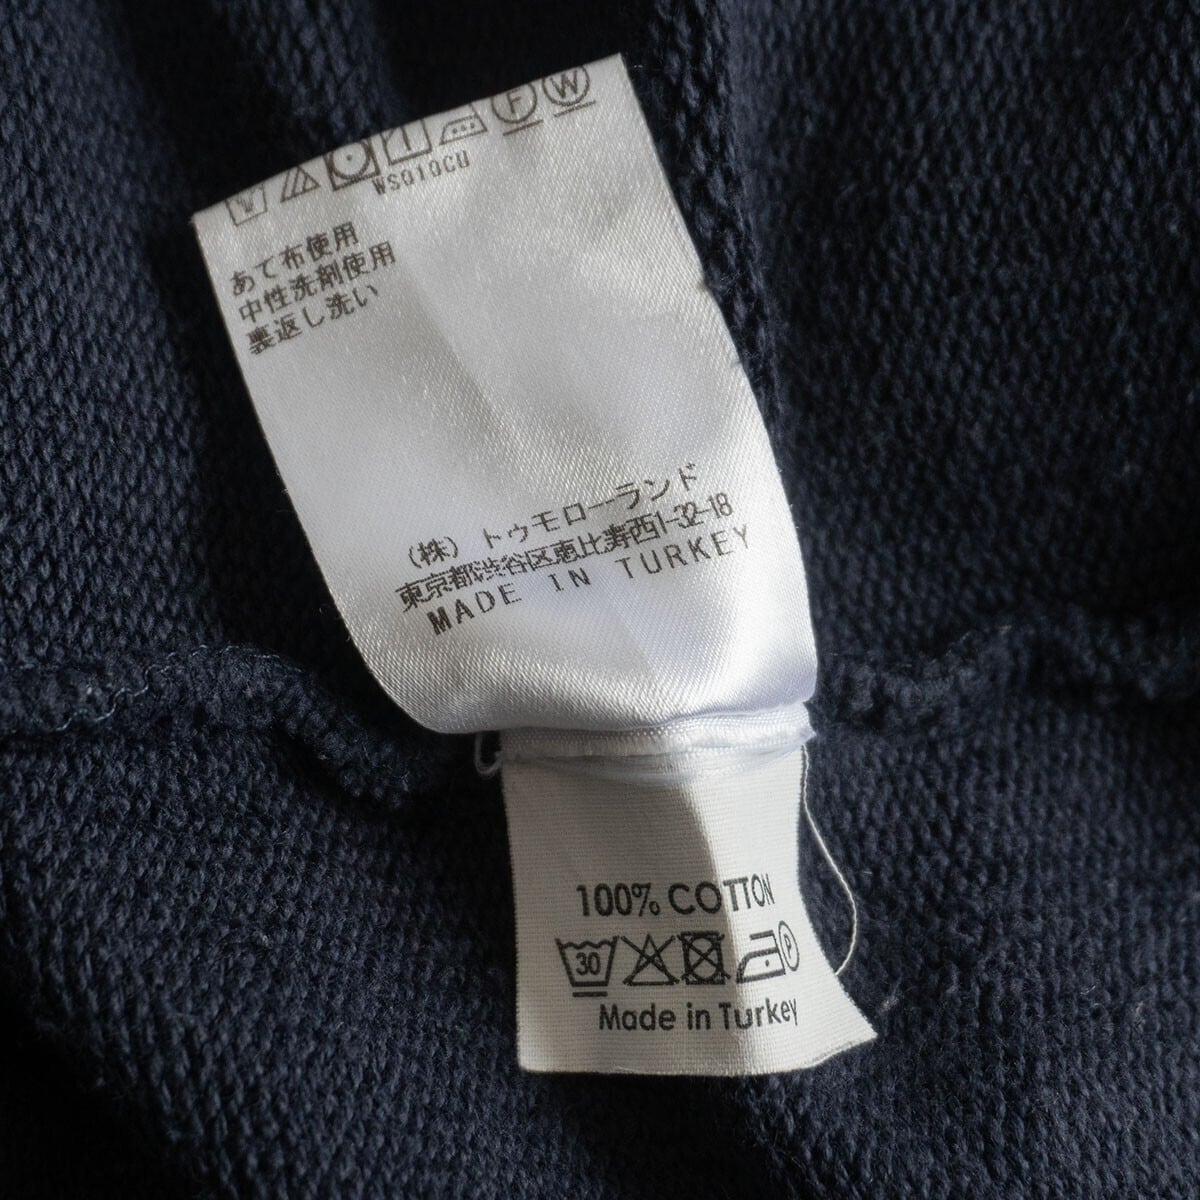 F W
WS010CU
あて布使用
中性洗剤使用
裏返し洗い
(株) トゥモローランド
東京都渋谷区恵比寿西1-32-18
MADE IN TURKEY
100% COTTON
30 P
Made in Turkey